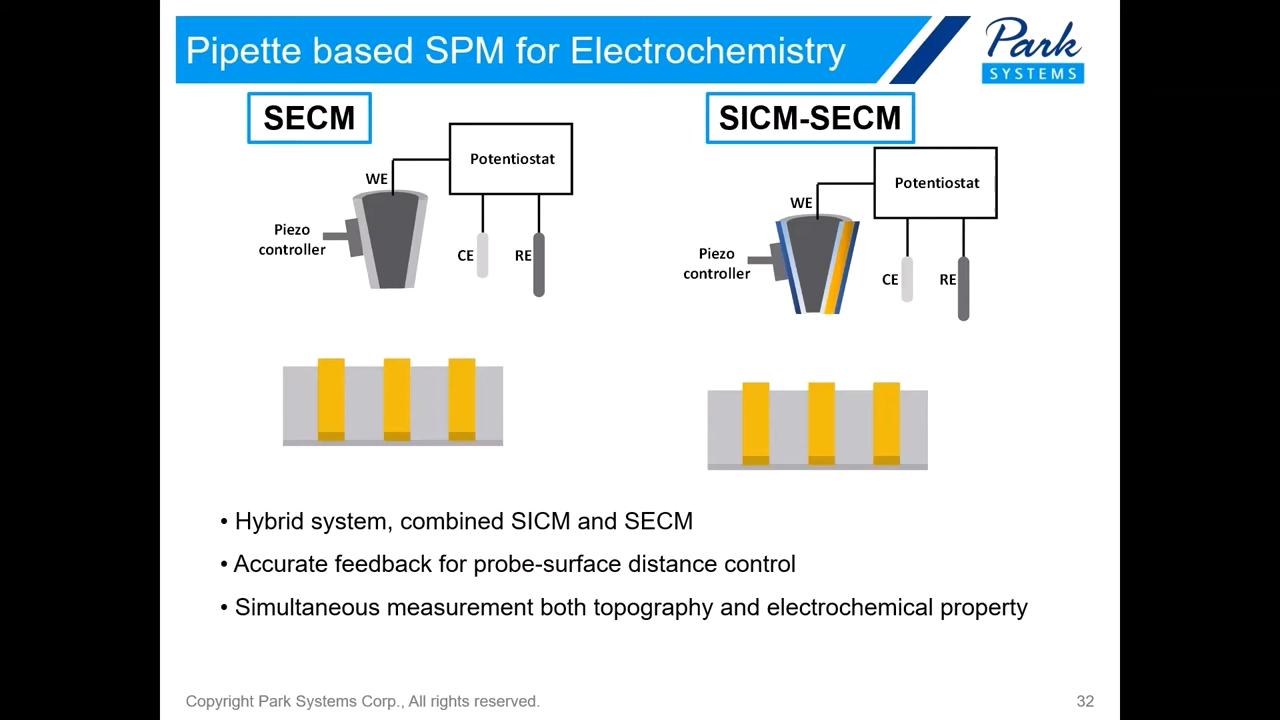 Pipette based SPM for Electrochemistry
Park
SYSTEMS
SECM
Potentiostat
WE
Piezo
controller
CE
RE
SICM-SECM
Potentiostat
WE
Piezo
controller
CE
RE
• Hybrid system, combined SICM and SECM
• Accurate feedback for probe-surface distance control
• Simultaneous measurement both topography and electrochemical property
Copyright Park Systems Corp., All rights reserved.
32